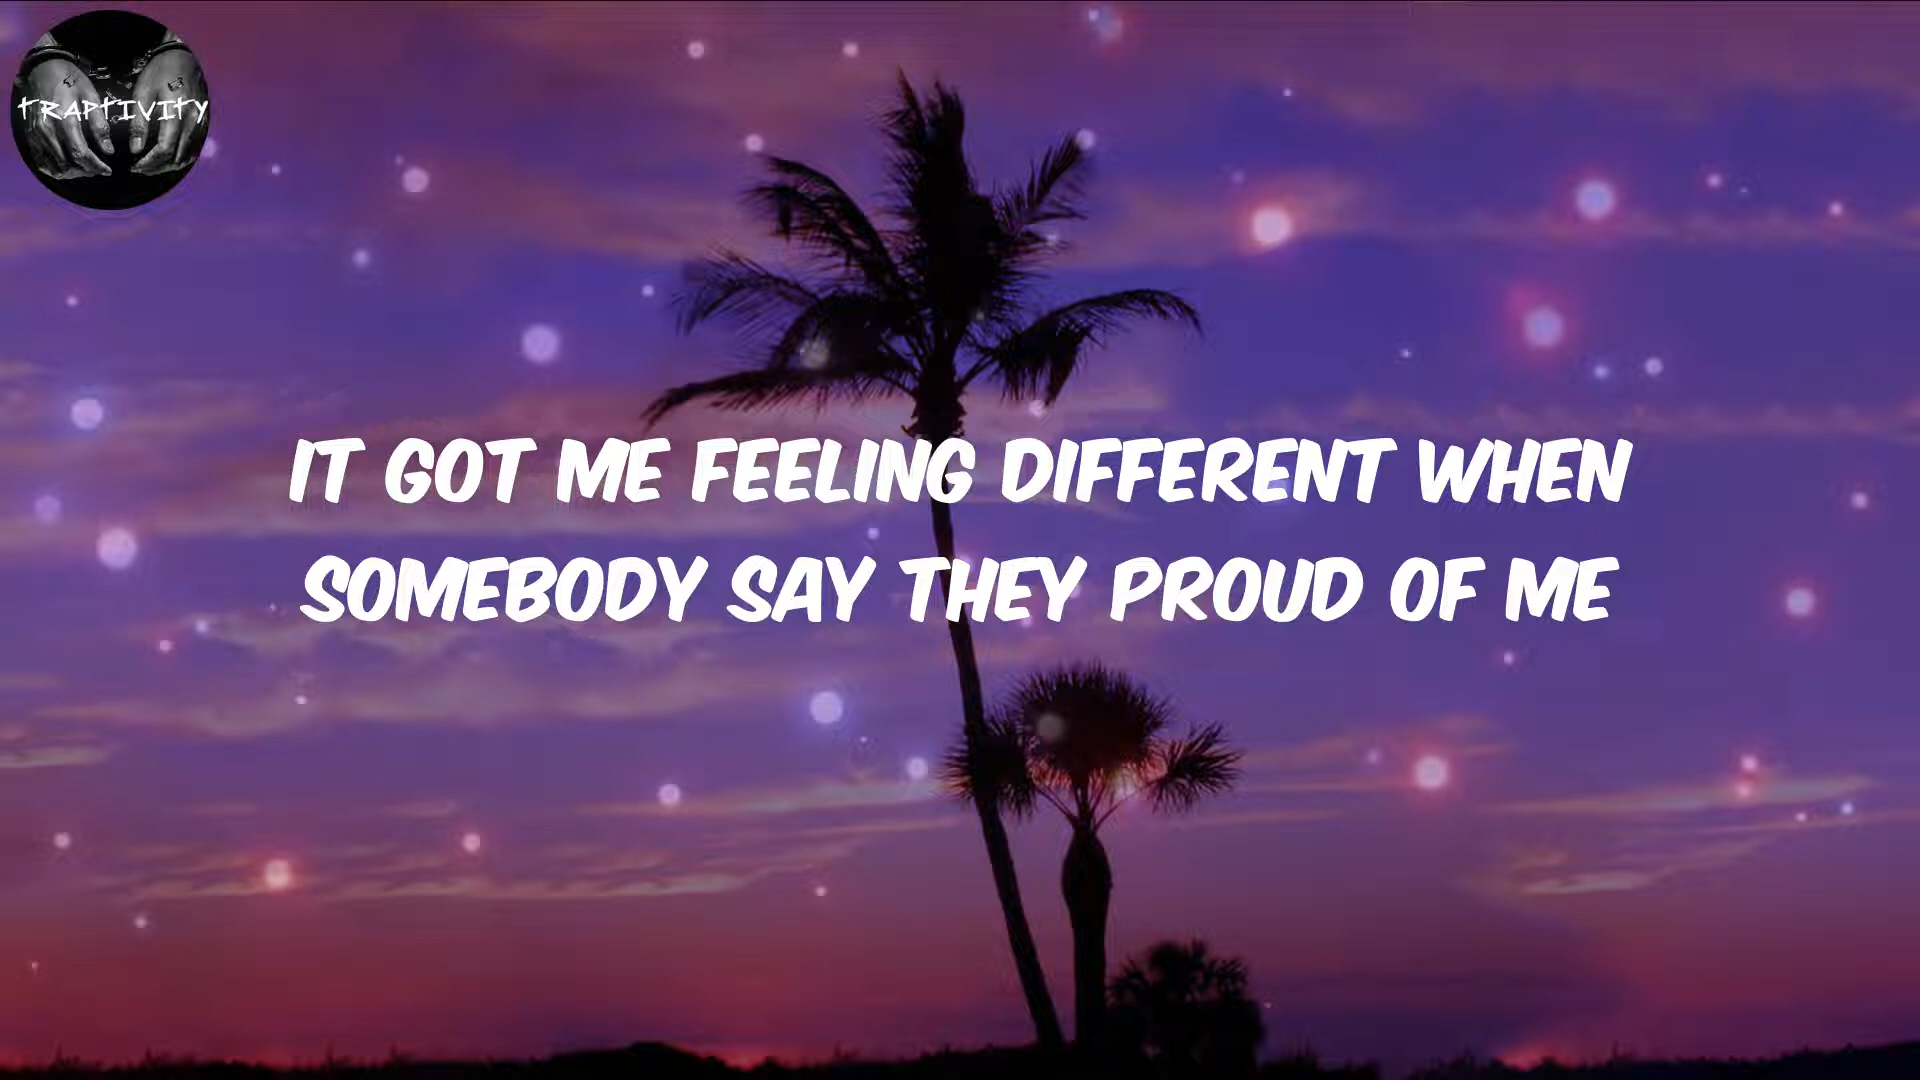 TRAPTIVITY
IT GOT ME FEELING DIFFERENT WHEN
SOMEBODY SAY THEY PROUD OF ME